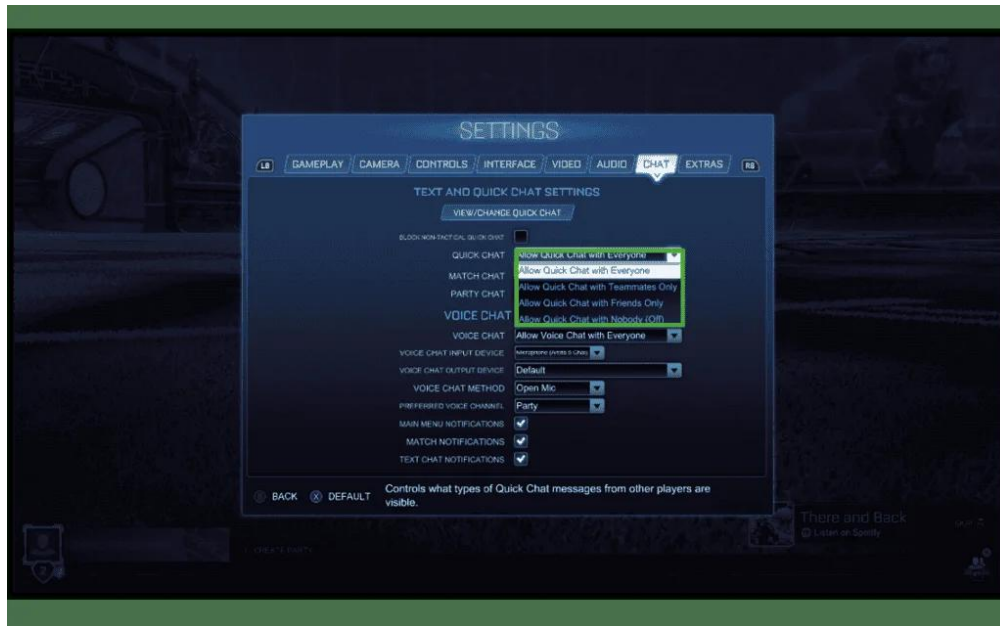 SETTINGS
LB GAMEPLAY CAMERA CONTROLS INTERFACE VIDEO AUDIO CHAT EXTRAS RB
TEXT AND QUICK CHAT SETTINGS
VIEW/CHANGE QUICK CHAT
BLOCK NON-TACTICAL QUICK CHAT
QUICK CHAT Allow Quick Chat with Everyone
Allow Quick Chat with Everyone
MATCH CHAT
Allow Quick Chat with Teammates Only
PARTY CHAT
Allow Quick Chat with Friends Only
VOICE CHAT
Allow Quick Chat with Nobody (Off)
VOICE CHAT Allow Voice Chat with Everyone
VOICE CHAT INPUT DEVICE Microphone
VOICE CHAT OUTPUT DEVICE Default
VOICE CHAT METHOD Open Mic
PREFERRED VOICE CHANNEL Party
MAIN MENU NOTIFICATIONS
MATCH NOTIFICATIONS
TEXT CHAT NOTIFICATIONS
BACK X DEFAULT
Controls what types of Quick Chat messages from other players are
visible.
There and Back
Listen on Spotify
CREATE PARTY
2